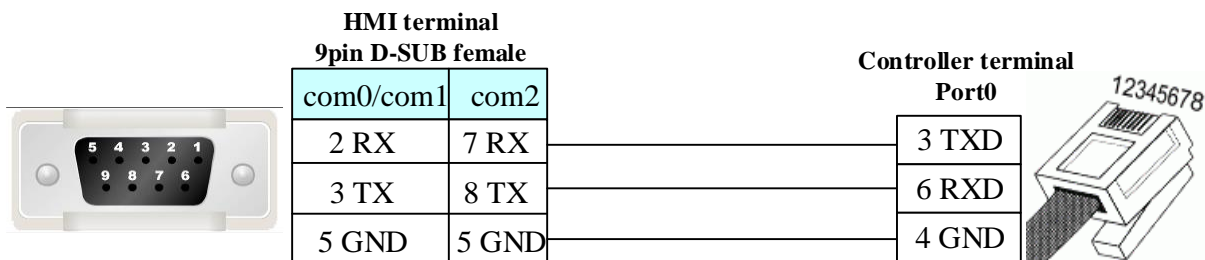 HMI terminal
9pin D-SUB female
Controller terminal
Port0
12345678
com0/com1 com2
2 RX 7 RX 3 TXD
3 TX 8 TX 6 RXD
5 GND 5 GND 4 GND
5 4 3 2 1
9 8 7 6